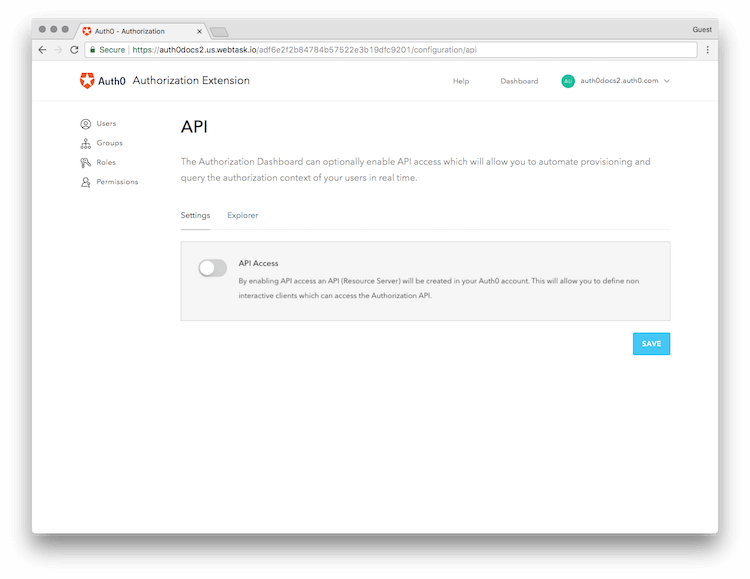 Auth0 - Authorization
Guest
Secure https://auth0docs2.us.webtask.io/adf6e2f2b84784b57522e3b19dfc9201/configuration/api
Auth0 Authorization Extension
Help
Dashboard
AU auth0docs2.auth0.com
Users
Groups
Roles
Permissions
API
The Authorization Dashboard can optionally enable API access which will allow you to automate provisioning and
query the authorization context of your users in real time.
Settings Explorer
API Access
By enabling API access an API (Resource Server) will be created in your Auth0 account. This will allow you to define non
interactive clients which can access the Authorization API.
SAVE